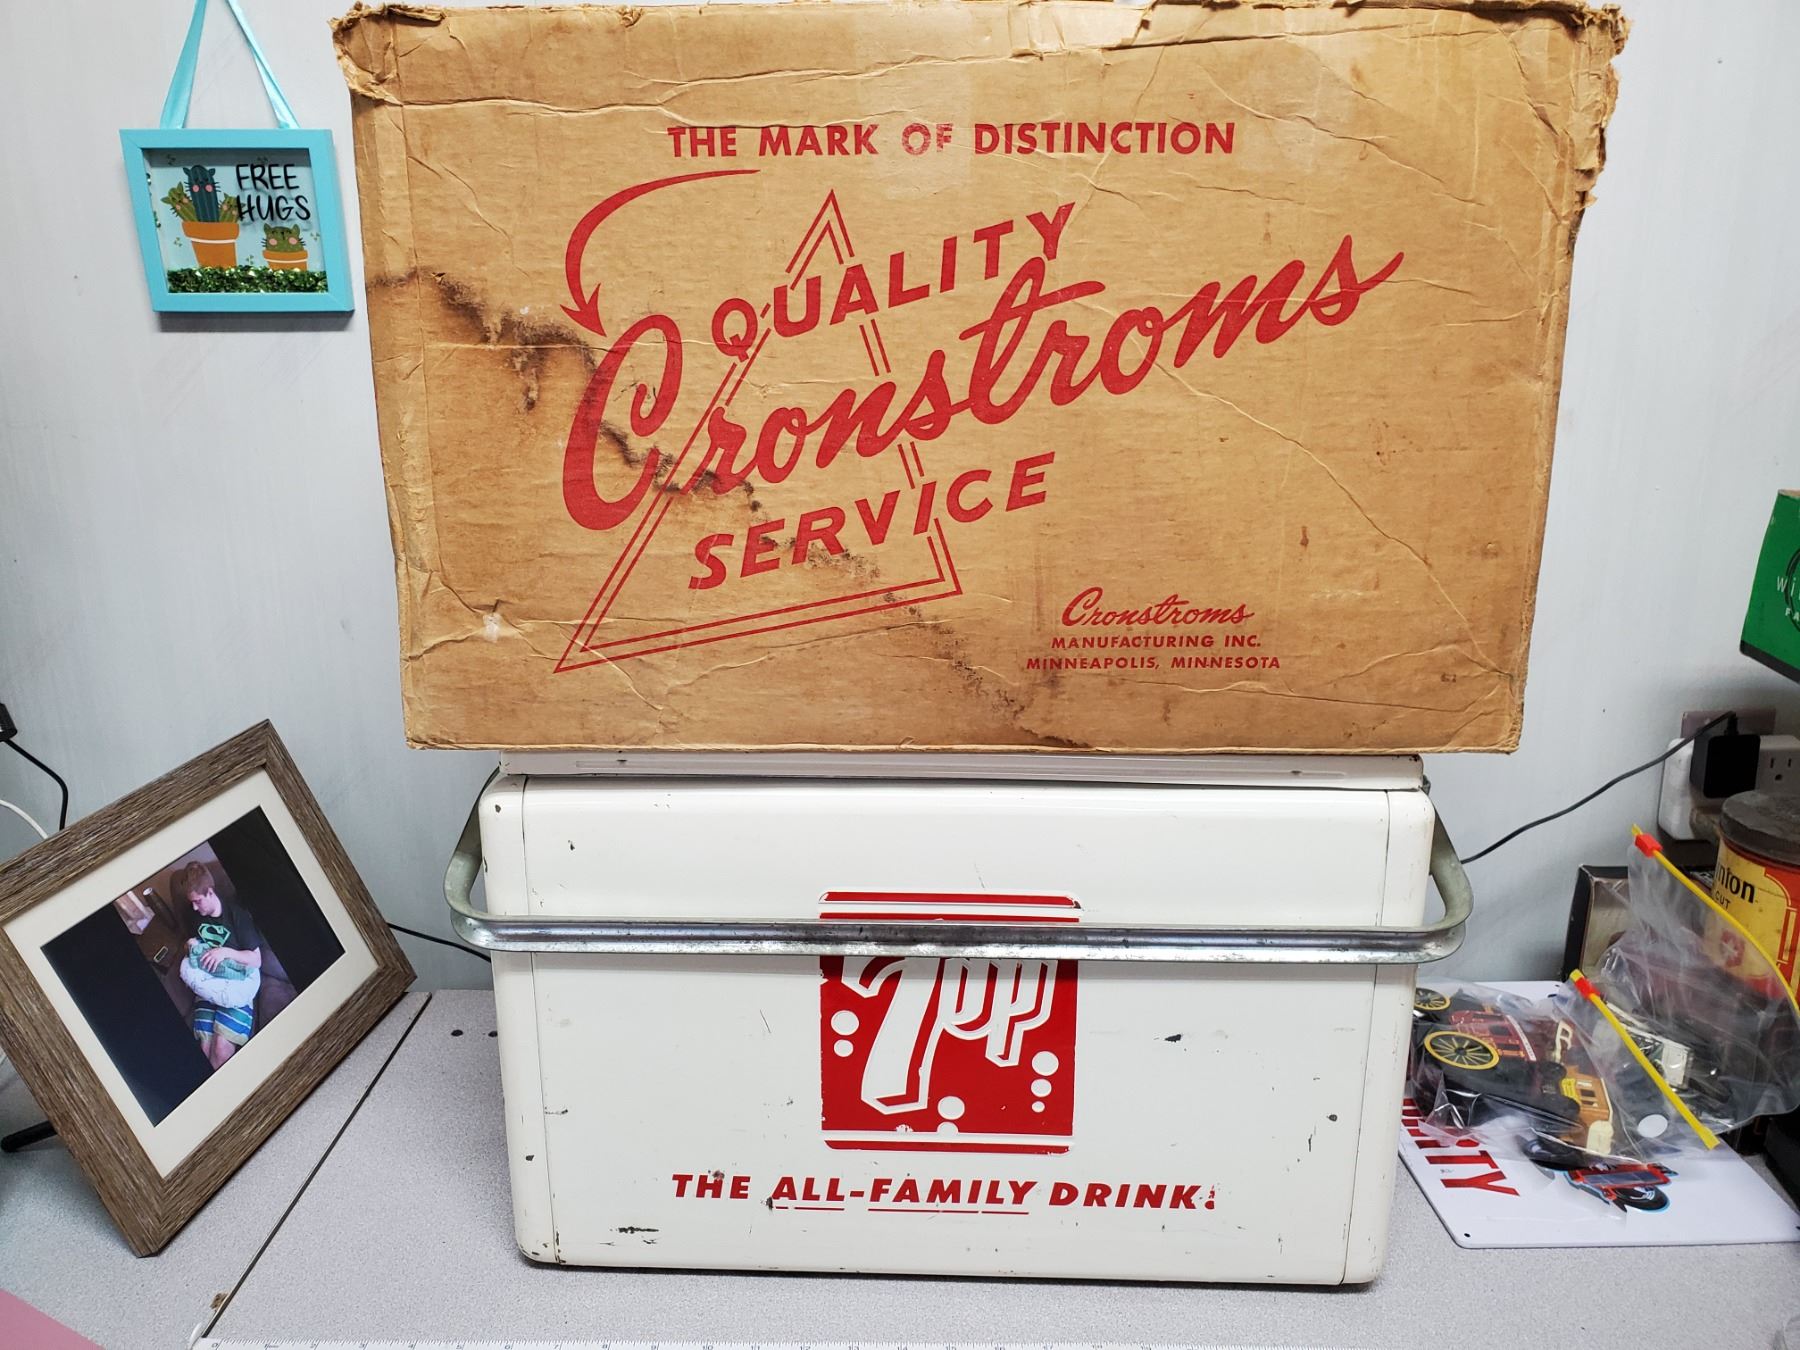 FREE
HUGS
THE MARK OF DISTINCTION
QUALITY
Cronstroms
SERVICE
Cronstroms
MANUFACTURING INC.
MINNEAPOLIS, MINNESOTA
7up
THE ALL-FAMILY DRINK!